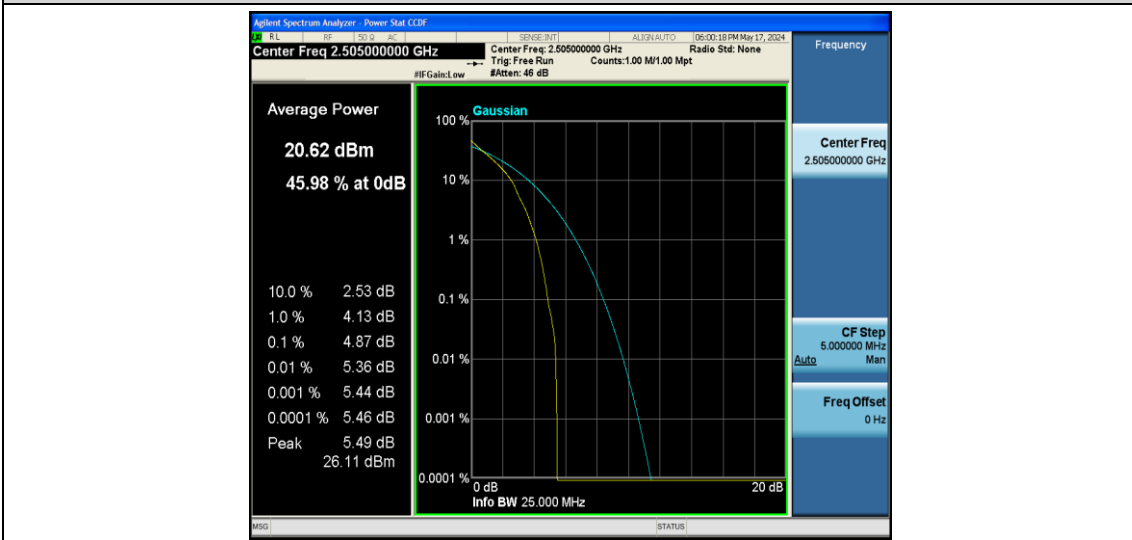 Agilent Spectrum Analyzer - Power Stat CCDF
LXI RL RF 50 Ω AC SENSE:INT ALIGNAUTO 06:00:18 PM May 17, 2024
Center Freq 2.505000000 GHz
Center Freq: 2.505000000 GHz Radio Std: None
Trig: Free Run Counts:1.00 M/1.00 Mpt
#IFGain:Low #Atten: 46 dB
Frequency
Average Power
20.62 dBm
45.98 % at 0dB
10.0 % 2.53 dB
1.0 % 4.13 dB
0.1 % 4.87 dB
0.01 % 5.36 dB
0.001 % 5.44 dB
0.0001 % 5.46 dB
Peak 5.49 dB
26.11 dBm
Gaussian
100 %
10 %
1 %
0.1 %
0.01 %
0.001 %
0.0001 %
0 dB 20 dB
Info BW 25.000 MHz
Center Freq
2.505000000 GHz
CF Step
5.000000 MHz
Auto Man
Freq Offset
0 Hz
MSG STATUS